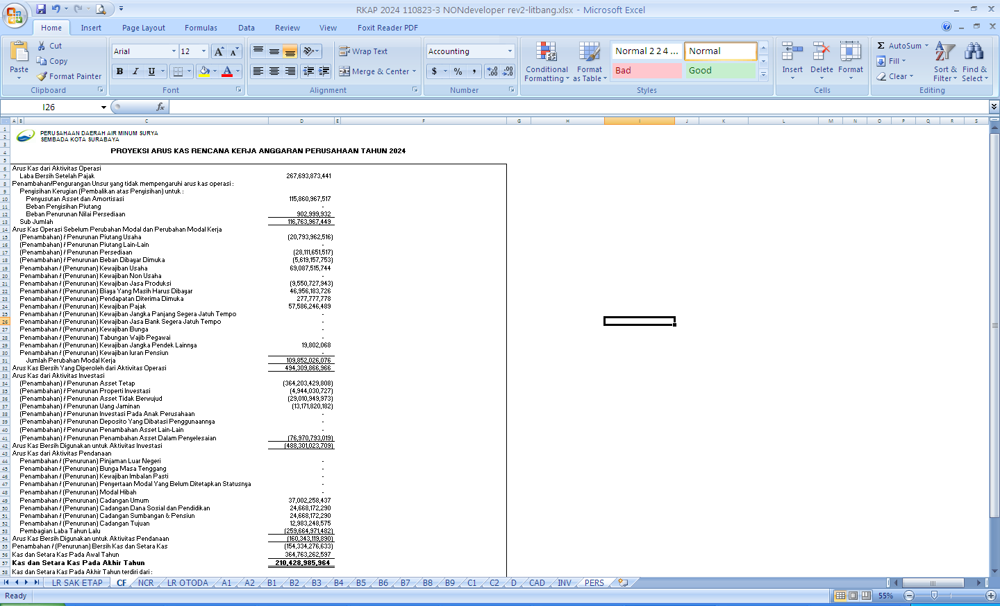 RKAP 2024 110823-3 NONdeveloper rev2-litbang.xlsx - Microsoft Excel
Home Insert Page Layout Formulas Data Review View Foxit Reader PDF
Paste Cut Copy Format Painter Clipboard
Arial 12 B I U Font
Wrap Text Merge & Center Alignment
Accounting $ % , Number
Conditional Formatting Format as Table Normal 2 2 4 ... Normal Bad Good Styles
Insert Delete Format Cells
AutoSum Fill Clear Sort & Filter Find & Select Editing
I26 fx
A B C D E F G H I J K L M N O P Q R S
PERUSAHAAN DAERAH AIR MINUM SURYA
SEMBADA KOTA SURABAYA
PROYEKSI ARUS KAS RENCANA KERJA ANGGARAN PERUSAHAAN TAHUN 2024
6 Arus Kas dari Aktivitas Operasi
7 Laba Bersih Setelah Pajak 267,693,873,441
8 Penambahan/Pengurangan Unsur yang tidak mempengaruhi arus kas operasi :
9 Penyisihan Kerugian (Pembalikan atas Penyisihan) untuk :
10 Penyusutan Asset dan Amortisasi 115,860,967,517
11 Beban Penyisihan Piutang -
12 Beban Penurunan Nilai Persediaan 902,999,932
13 Sub Jumlah 116,763,967,449
14 Arus Kas Operasi Sebelum Perubahan Modal dan Perubahan Modal Kerja
15 (Penambahan) / Penurunan Piutang Usaha (20,793,962,516)
16 (Penambahan) / Penurunan Piutang Lain-Lain -
17 (Penambahan) / Penurunan Persediaan (28,111,651,517)
18 (Penambahan) / Penurunan Beban Dibayar Dimuka (5,619,157,753)
19 Penambahan / (Penurunan) Kewajiban Usaha 69,087,515,744
20 Penambahan / (Penurunan) Kewajiban Non Usaha -
21 Penambahan / (Penurunan) Kewajiban Jasa Produksi (9,550,727,943)
22 Penambahan / (Penurunan) Biaya Yang Masih Harus Dibayar 46,956,183,726
23 Penambahan / (Penurunan) Pendapatan Diterima Dimuka 277,777,778
24 Penambahan / (Penurunan) Kewajiban Pajak 57,586,246,489
25 Penambahan / (Penurunan) Kewajiban Jangka Panjang Segera Jatuh Tempo -
26 Penambahan / (Penurunan) Kewajiban Jasa Bank Segera Jatuh Tempo -
27 Penambahan / (Penurunan) Kewajiban Bunga -
28 Penambahan / (Penurunan) Tabungan Wajib Pegawai -
29 Penambahan / (Penurunan) Kewajiban Jangka Pendek Lainnya 19,802,068
30 Penambahan / (Penurunan) Kewajiban Iuran Pensiun -
31 Jumlah Perubahan Modal Kerja 109,852,026,076
32 Arus Kas Bersih Yang Diperoleh dari Aktivitas Operasi 494,309,866,966
33 Arus Kas dari Aktivitas Investasi
34 (Penambahan) / Penurunan Asset Tetap (364,203,429,808)
35 (Penambahan) / Penurunan Properti Investasi (4,944,030,727)
36 (Penambahan) / Penurunan Asset Tidak Berwujud (29,010,949,973)
37 (Penambahan) / Penurunan Uang Jaminan (13,171,820,182)
38 (Penambahan) / Penurunan Investasi Pada Anak Perusahaan -
39 (Penambahan) / Penurunan Deposito Yang Dibatasi Penggunaannya -
40 (Penambahan) / Penurunan Penambahan Asset Lain-Lain -
41 (Penambahan) / Penurunan Penambahan Asset Dalam Penyelesaian (76,970,793,019)
42 Arus Kas Bersih Digunakan untuk Aktivitas Investasi (488,301,023,709)
43 Arus Kas dari Aktivitas Pendanaan
44 Penambahan / (Penurunan) Pinjaman Luar Negeri -
45 Penambahan / (Penurunan) Bunga Masa Tenggang -
46 Penambahan / (Penurunan) Kewajiban Imbalan Pasti -
47 Penambahan / (Penurunan) Penyertaan Modal Yang Belum Ditetapkan Statusnya -
48 Penambahan / (Penurunan) Modal Hibah -
49 Penambahan / (Penurunan) Cadangan Umum 37,002,258,437
50 Penambahan / (Penurunan) Cadangan Dana Sosial dan Pendidikan 24,668,172,290
51 Penambahan / (Penurunan) Cadangan Sumbangan & Pensiun 24,668,172,290
52 Penambahan / (Penurunan) Cadangan Tujuan 12,983,248,575
53 Pembagian Laba Tahun Lalu (259,664,971,482)
54 Arus Kas Bersih Digunakan untuk Aktivitas Pendanaan (160,343,119,890)
55 Penambahan / (Penurunan) Bersih Kas dan Setara Kas (154,334,276,633)
56 Kas dan Setara Kas Pada Awal Tahun 364,763,262,597
57 Kas dan Setara Kas Pada Akhir Tahun 210,428,985,964
58 Kas dan Setara Kas Pada Akhir Tahun terdiri dari :
LR SAK ETAP CF NCR LR OTODA A1 A2 B1 B2 B3 B4 B5 B6 B7 B8 B9 C1 C2 D CAD INV PERS
Ready 55%